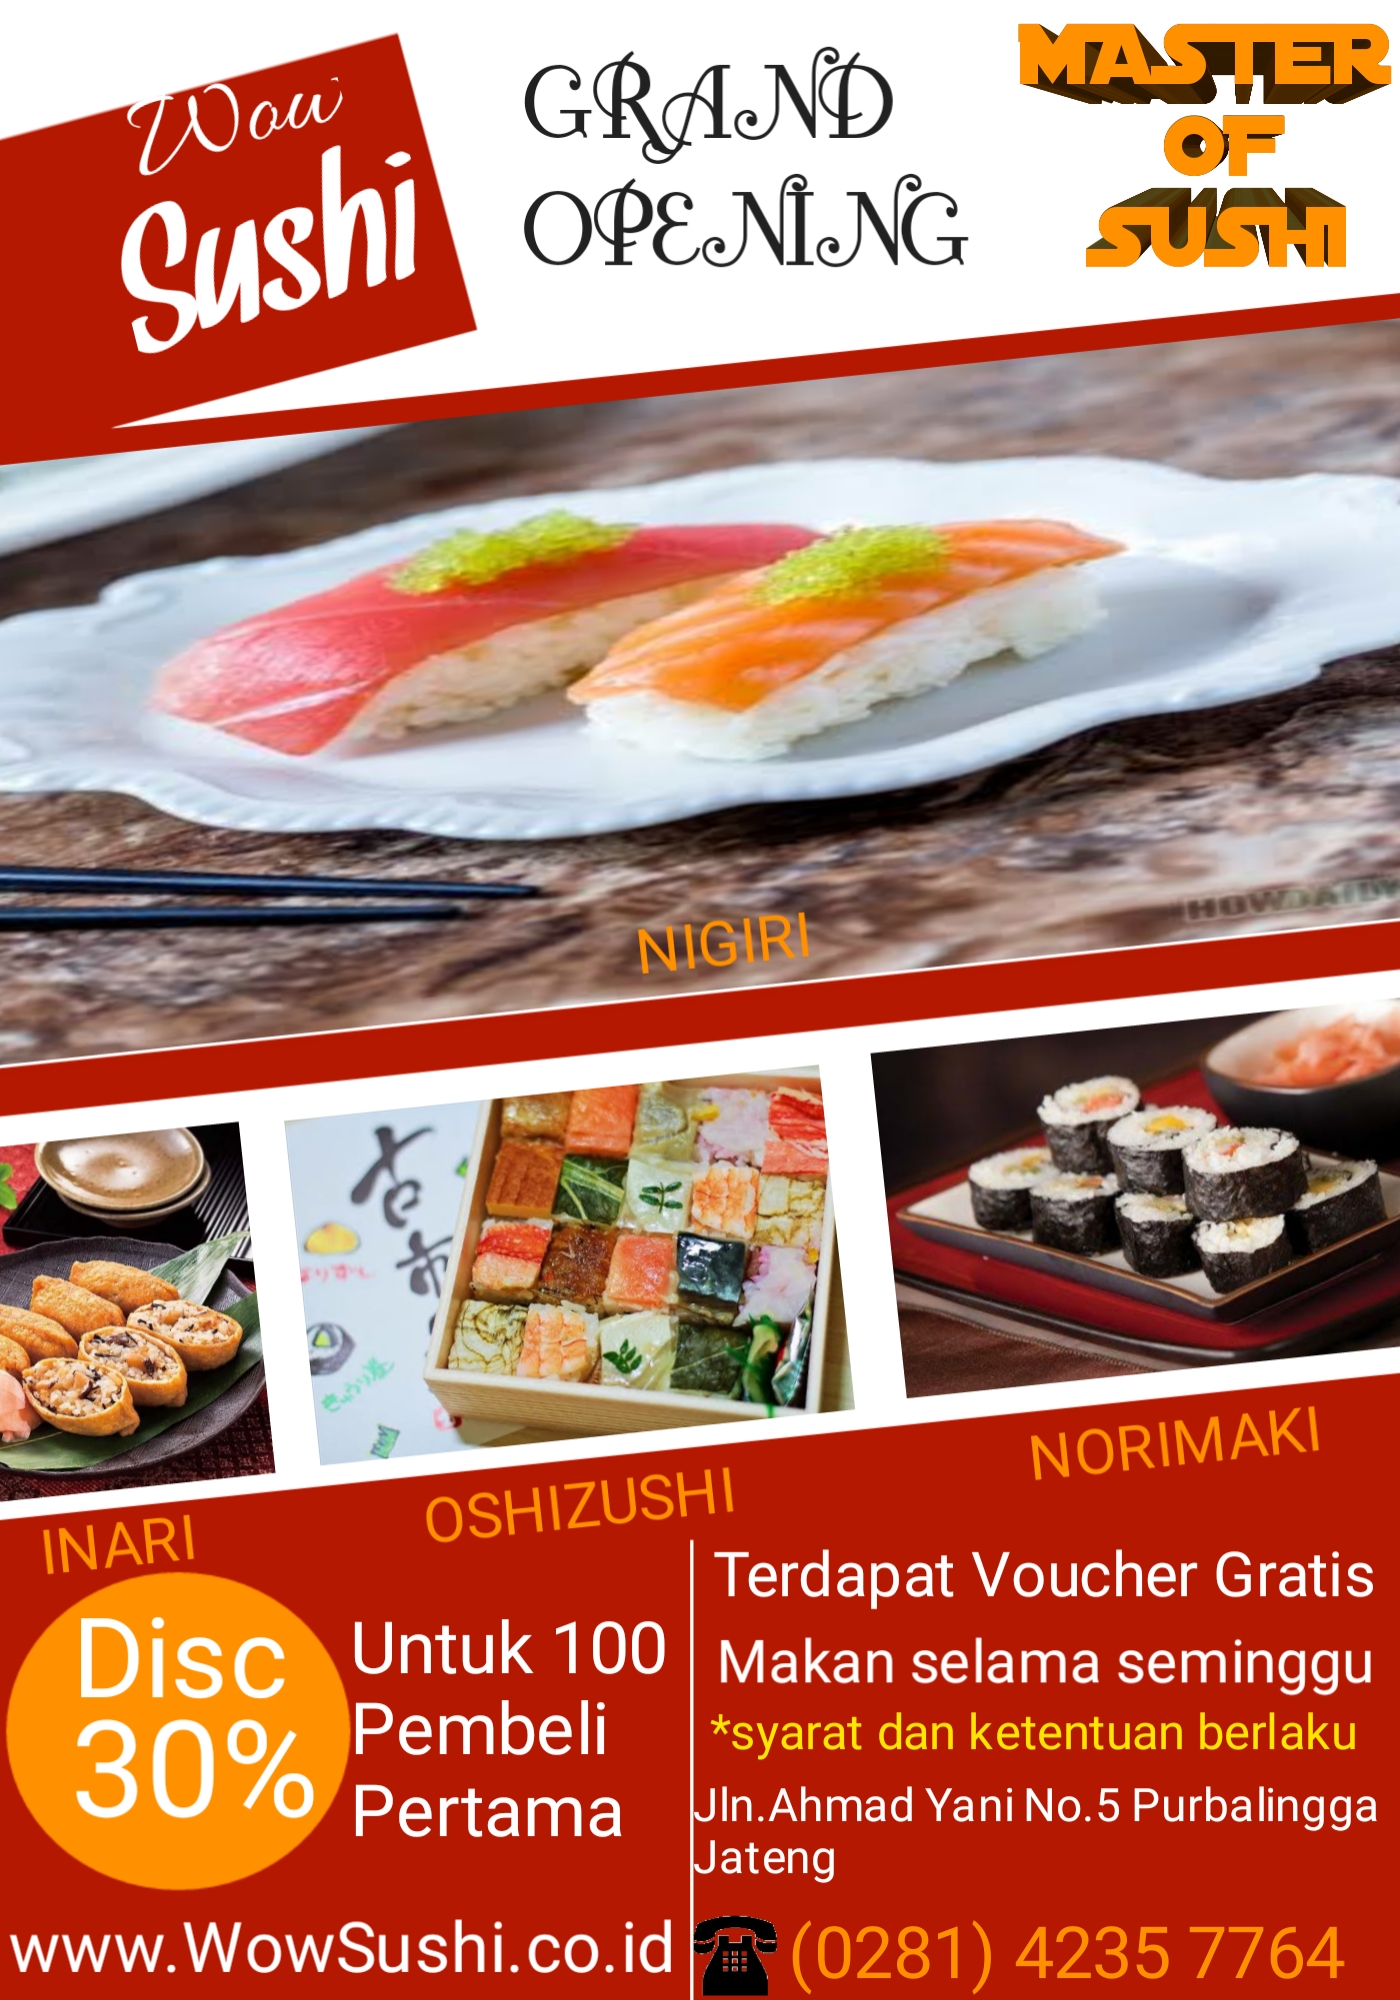 Wow
Sushi
GRAND
OPENING
MASTER
OF
SUSHI
NIGIRI
INARI
OSHIZUSHI
NORIMAKI
Disc
30%
Untuk 100
Pembeli
Pertama
www.WowSushi.co.id
Terdapat Voucher Gratis
Makan selama seminggu
*syarat dan ketentuan berlaku
Jln.Ahmad Yani No.5 Purbalingga
Jateng
(0281) 4235 7764